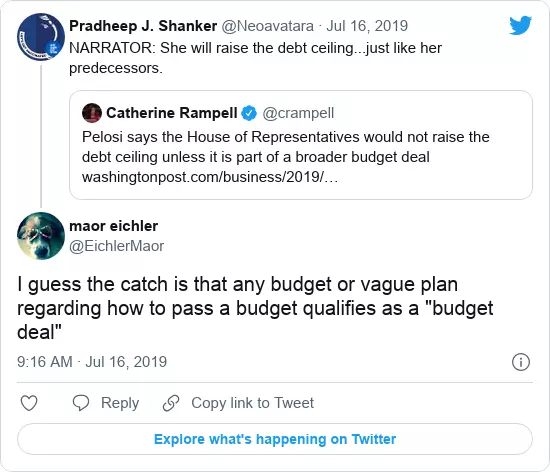 Pradheep J. Shanker @Neoavatara · Jul 16, 2019
NARRATOR: She will raise the debt ceiling...just like her
predecessors.
Catherine Rampell @crampell
Pelosi says the House of Representatives would not raise the
debt ceiling unless it is part of a broader budget deal
washingtonpost.com/business/2019/…
maor eichler
@EichlerMaor
I guess the catch is that any budget or vague plan
regarding how to pass a budget qualifies as a "budget
deal"
9:16 AM · Jul 16, 2019
Reply
Copy link to Tweet
Explore what's happening on Twitter